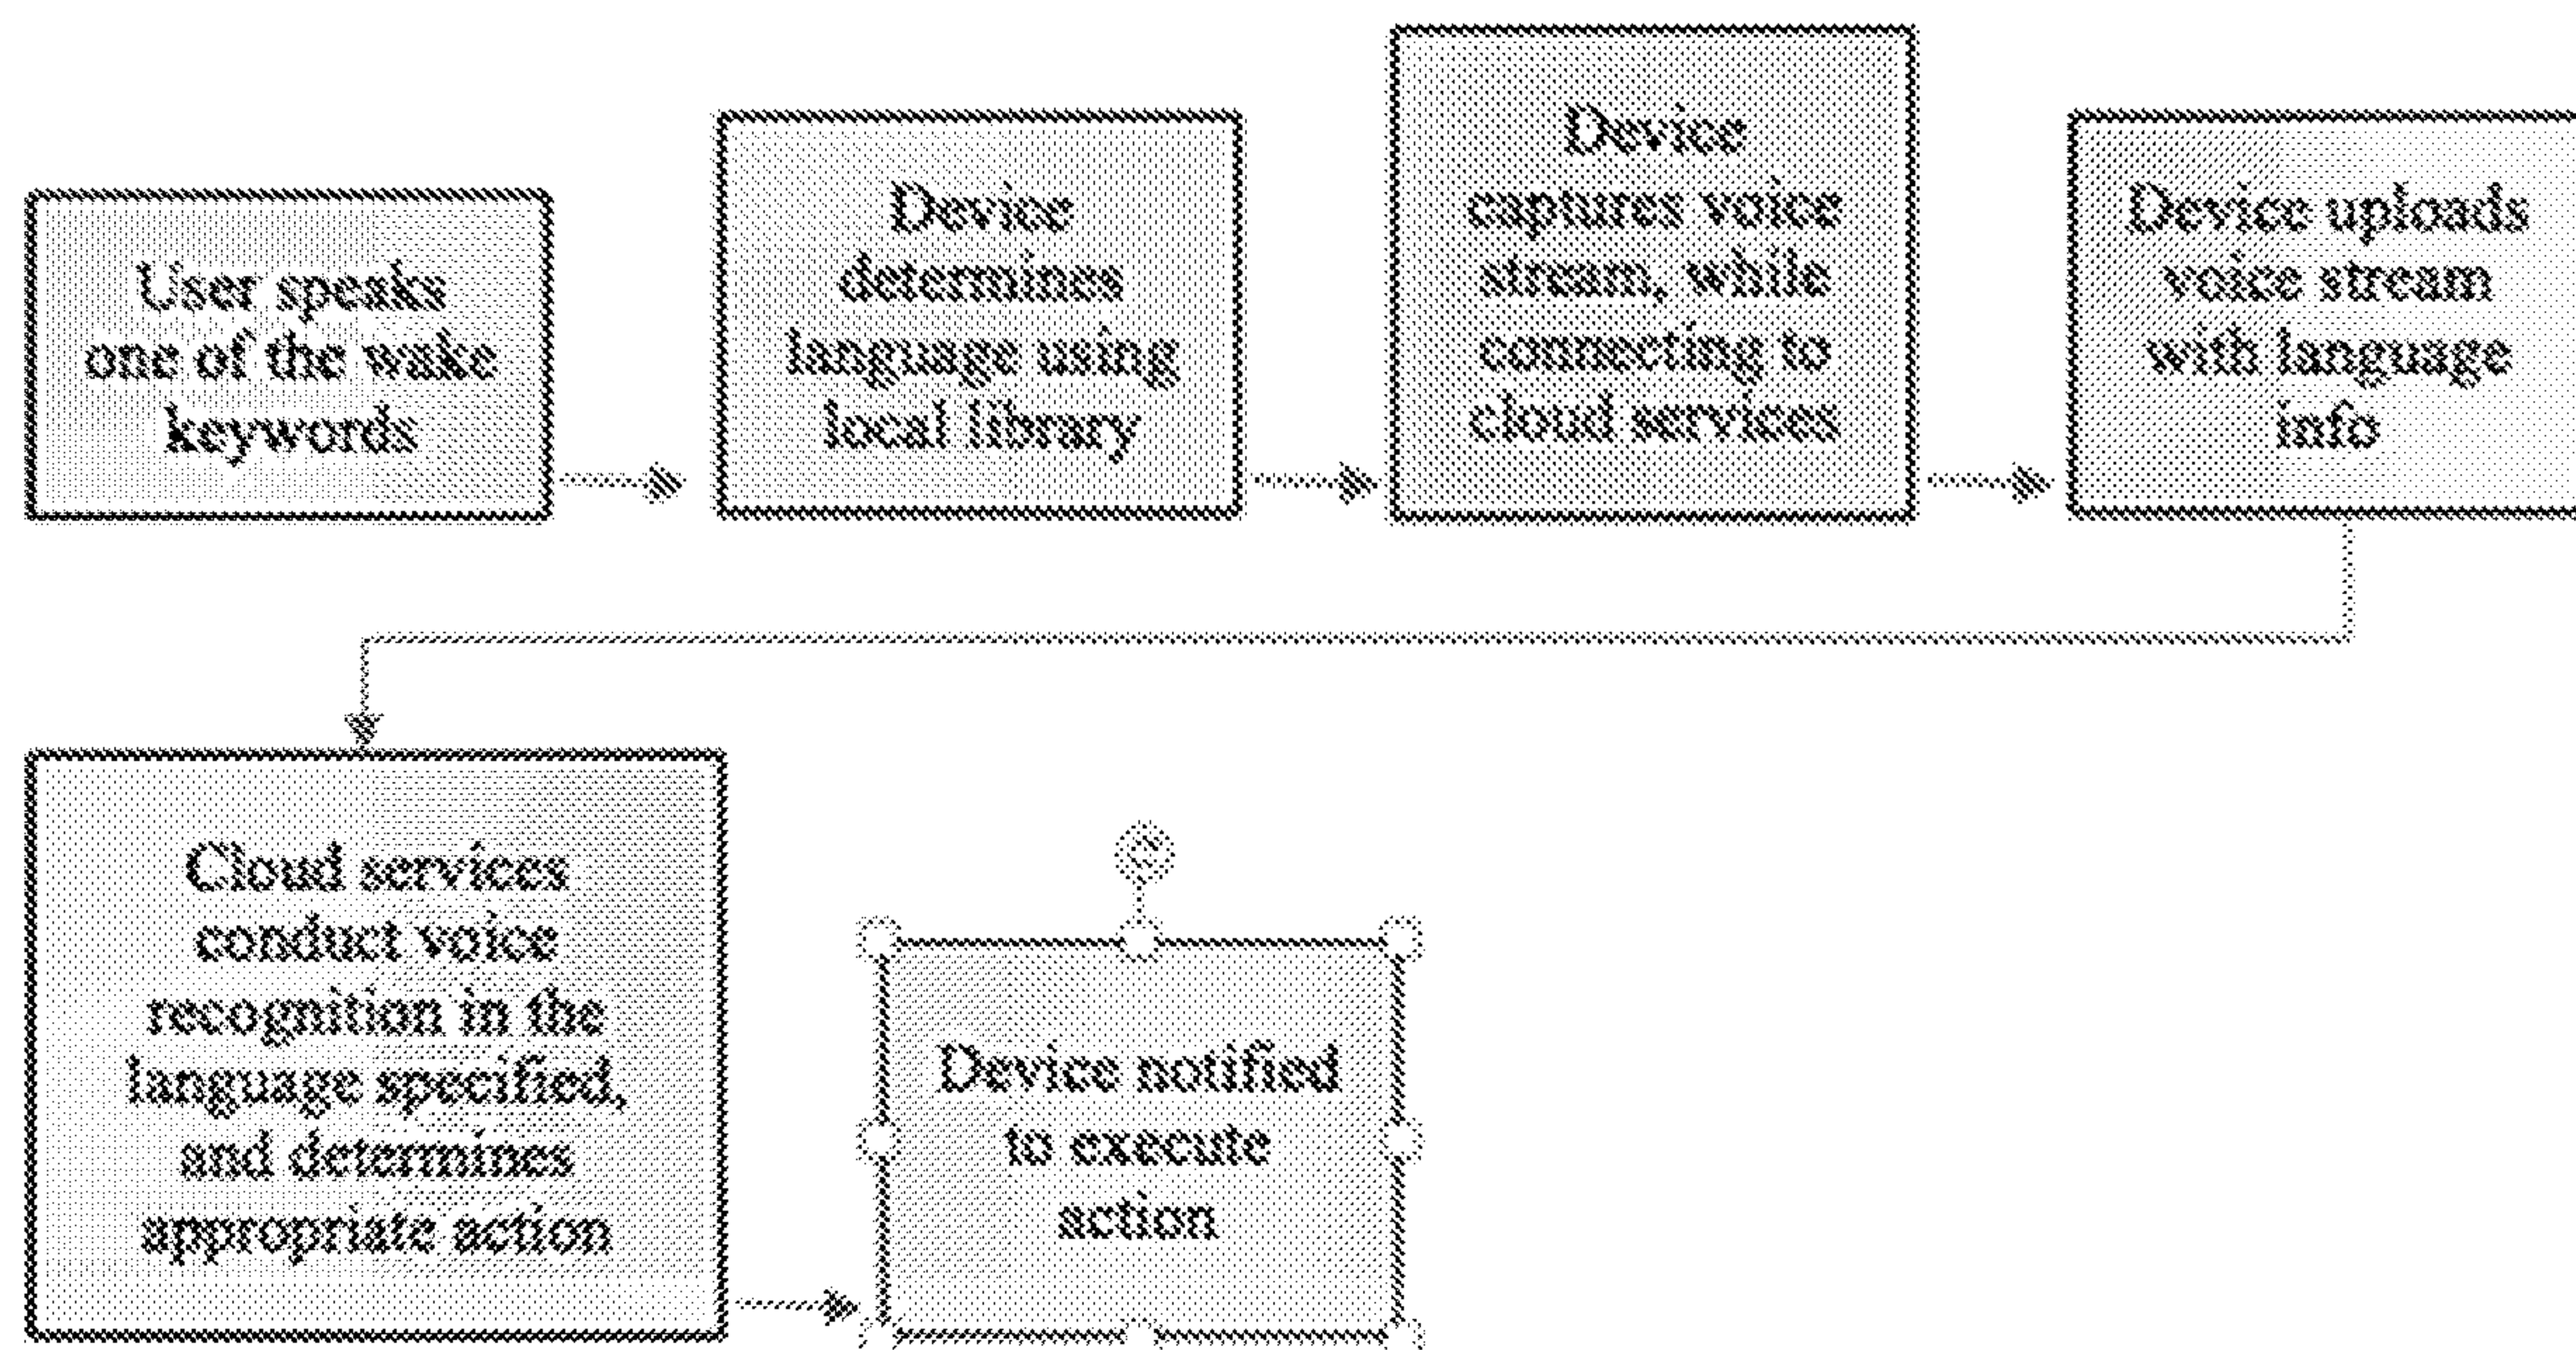 User speaks
one of the wake
keywords
Device
determines
language using
local library
Device
captures voice
stream, while
connecting to
cloud services
Device uploads
voice stream
with language
info
Cloud services
conduct voice
recognition in the
language specified,
and determines
appropriate action
Device notified
to execute
action